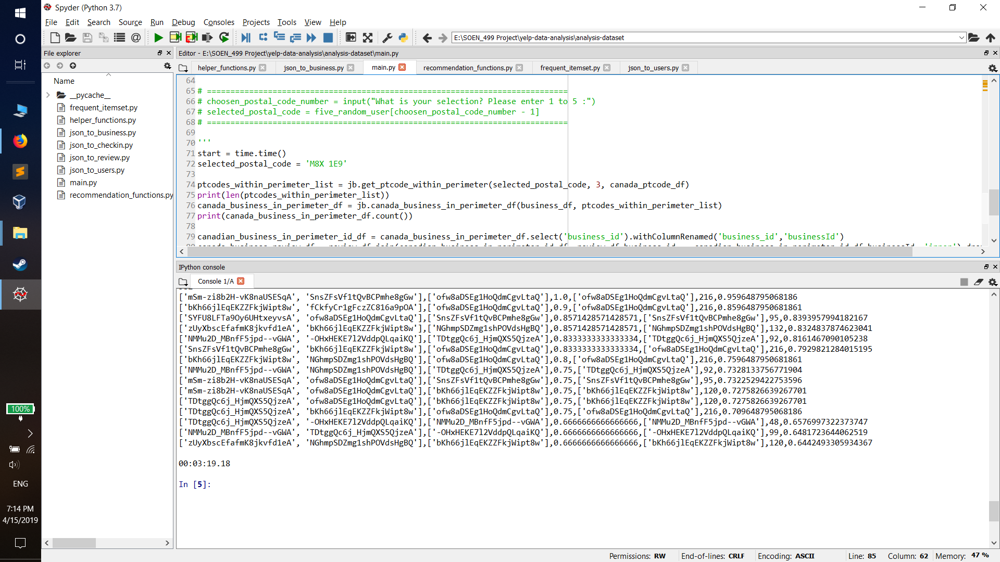 Spyder (Python 3.7)
File Edit Search Source Run Debug Consoles Projects Tools View Help
E:\SOEN_499 Project\yelp-data-analysis\analysis-dataset
File explorer
Name
__pycache__
frequent_itemset.py
helper_functions.py
json_to_business.py
json_to_checkin.py
json_to_review.py
json_to_users.py
main.py
recommendation_functions.py
Editor - E:\SOEN_499 Project\yelp-data-analysis\analysis-dataset\main.py
helper_functions.py json_to_business.py main.py recommendation_functions.py frequent_itemset.py json_to_users.py
64
65 # =============================================================================
66 # choosen_postal_code_number = input("What is your selection? Please enter 1 to 5 :")
67 # selected_postal_code = five_random_user[choosen_postal_code_number - 1]
68 # =============================================================================
69
70 '''
71 start = time.time()
72 selected_postal_code = 'M8X 1E9'
73
74 ptcodes_within_perimeter_list = jb.get_ptcode_within_perimeter(selected_postal_code, 3, canada_ptcode_df)
75 print(len(ptcodes_within_perimeter_list))
76 canada_business_in_perimeter_df = jb.canada_business_in_perimeter_df(business_df, ptcodes_within_perimeter_list)
77 print(canada_business_in_perimeter_df.count())
78
79 canadian_business_in_perimeter_id_df = canada_business_in_perimeter_df.select('business_id').withColumnRenamed('business_id','businessId')
IPython console
Console 1/A
['mSm-zi8b2H-vK8naUSESqA', 'SnsZFsVf1tQvBCPmhe8gGw'],['ofw8aDSEg1HoQdmCgvLtaQ'],1.0,['ofw8aDSEg1HoQdmCgvLtaQ'],216,0.959648795068186
['bKh66jlEqEKZZFkjWipt8w', 'fCkfyCr1gFczZC816a9pOA'],['ofw8aDSEg1HoQdmCgvLtaQ'],0.9,['ofw8aDSEg1HoQdmCgvLtaQ'],216,0.8596487950681861
['SYFU8LFTa9Oy6UHtxeyvsA', 'ofw8aDSEg1HoQdmCgvLtaQ'],['SnsZFsVf1tQvBCPmhe8gGw'],0.8571428571428571,['SnsZFsVf1tQvBCPmhe8gGw'],95,0.8393957994182167
['zUyXbscEfafmK8jkvfd1eA', 'bKh66jlEqEKZZFkjWipt8w'],['NGhmpSDZmg1shPOVdsHgBQ'],0.8571428571428571,['NGhmpSDZmg1shPOVdsHgBQ'],132,0.8324837874623041
['NMMu2D_MBnfF5jpd--vGWA', '-OHxHEKE7l2VddpQLqaiKQ'],['TDtggQc6j_HjmQXS5QjzeA'],0.8333333333333334,['TDtggQc6j_HjmQXS5QjzeA'],92,0.8161467090105238
['SnsZFsVf1tQvBCPmhe8gGw', 'bKh66jlEqEKZZFkjWipt8w'],['ofw8aDSEg1HoQdmCgvLtaQ'],0.8333333333333334,['ofw8aDSEg1HoQdmCgvLtaQ'],216,0.7929821284015195
['bKh66jlEqEKZZFkjWipt8w', 'NGhmpSDZmg1shPOVdsHgBQ'],['ofw8aDSEg1HoQdmCgvLtaQ'],0.8,['ofw8aDSEg1HoQdmCgvLtaQ'],216,0.7596487950681861
['NMMu2D_MBnfF5jpd--vGWA', 'NGhmpSDZmg1shPOVdsHgBQ'],['TDtggQc6j_HjmQXS5QjzeA'],0.75,['TDtggQc6j_HjmQXS5QjzeA'],92,0.7328133756771904
['mSm-zi8b2H-vK8naUSESqA', 'ofw8aDSEg1HoQdmCgvLtaQ'],['SnsZFsVf1tQvBCPmhe8gGw'],0.75,['SnsZFsVf1tQvBCPmhe8gGw'],95,0.7322529422753596
['mSm-zi8b2H-vK8naUSESqA', 'ofw8aDSEg1HoQdmCgvLtaQ'],['bKh66jlEqEKZZFkjWipt8w'],0.75,['bKh66jlEqEKZZFkjWipt8w'],120,0.7275826639267701
['TDtggQc6j_HjmQXS5QjzeA', 'ofw8aDSEg1HoQdmCgvLtaQ'],['bKh66jlEqEKZZFkjWipt8w'],0.75,['bKh66jlEqEKZZFkjWipt8w'],120,0.7275826639267701
['TDtggQc6j_HjmQXS5QjzeA', 'bKh66jlEqEKZZFkjWipt8w'],['ofw8aDSEg1HoQdmCgvLtaQ'],0.75,['ofw8aDSEg1HoQdmCgvLtaQ'],216,0.709648795068186
['TDtggQc6j_HjmQXS5QjzeA', '-OHxHEKE7l2VddpQLqaiKQ'],['NMMu2D_MBnfF5jpd--vGWA'],0.6666666666666666,['NMMu2D_MBnfF5jpd--vGWA'],48,0.6576997322373747
['NMMu2D_MBnfF5jpd--vGWA', 'TDtggQc6j_HjmQXS5QjzeA'],['-OHxHEKE7l2VddpQLqaiKQ'],0.6666666666666666,['-OHxHEKE7l2VddpQLqaiKQ'],99,0.6481723644062519
['zUyXbscEfafmK8jkvfd1eA', 'NGhmpSDZmg1shPOVdsHgBQ'],['bKh66jlEqEKZZFkjWipt8w'],0.6666666666666666,['bKh66jlEqEKZZFkjWipt8w'],120,0.6442493305934367
00:03:19.18
In [5]:
100%
ENG
7:14 PM
4/15/2019
Permissions: RW End-of-lines: CRLF Encoding: ASCII Line: 85 Column: 62 Memory: 47 %